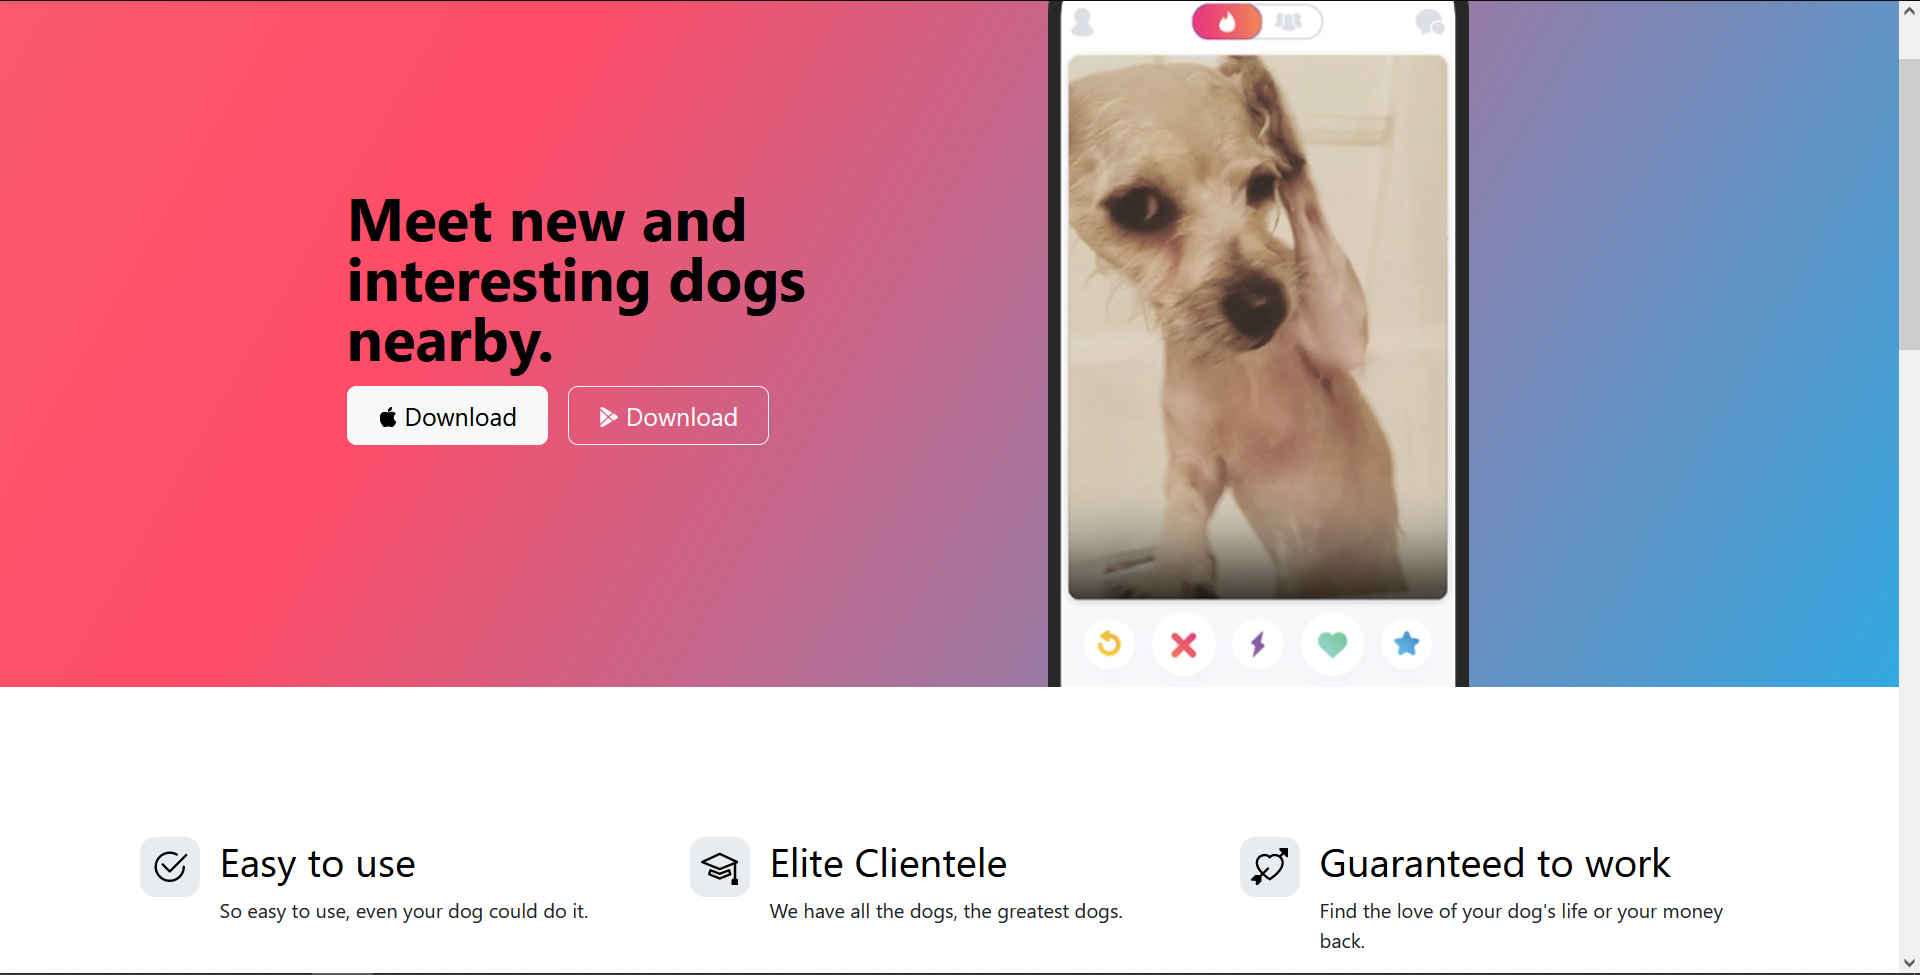 Meet new and
interesting dogs
nearby.
Download
Download
Easy to use
So easy to use, even your dog could do it.
Elite Clientele
We have all the dogs, the greatest dogs.
Guaranteed to work
Find the love of your dog's life or your money
back.